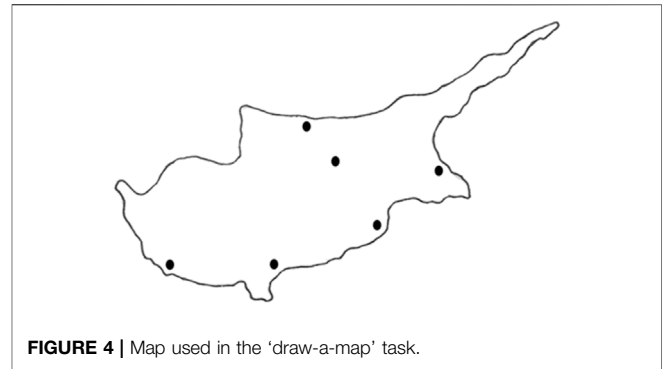 FIGURE 4 | Map used in the ‘draw-a-map’ task.